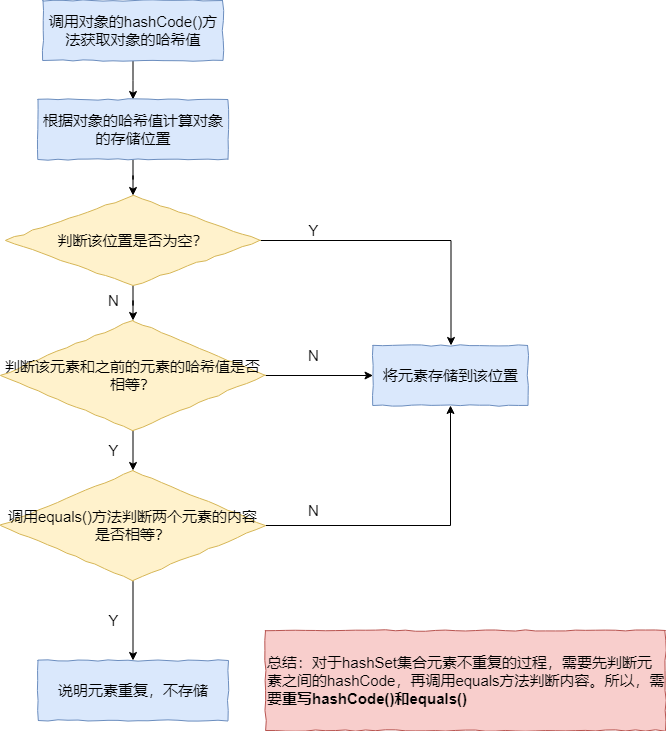 调用对象的hashCode()方
法获取对象的哈希值
根据对象的哈希值计算对象
的存储位置
判断该位置是否为空？
Y
N
判断该元素和之前的元素的哈希值是否
相等？
N
将元素存储到该位置
Y
调用equals()方法判断两个元素的内容
是否相等？
N
Y
说明元素重复，不存储
总结：对于hashSet集合元素不重复的过程，需要先判断元
素之间的hashCode，再调用equals方法判断内容。所以，需
要重写hashCode()和equals()